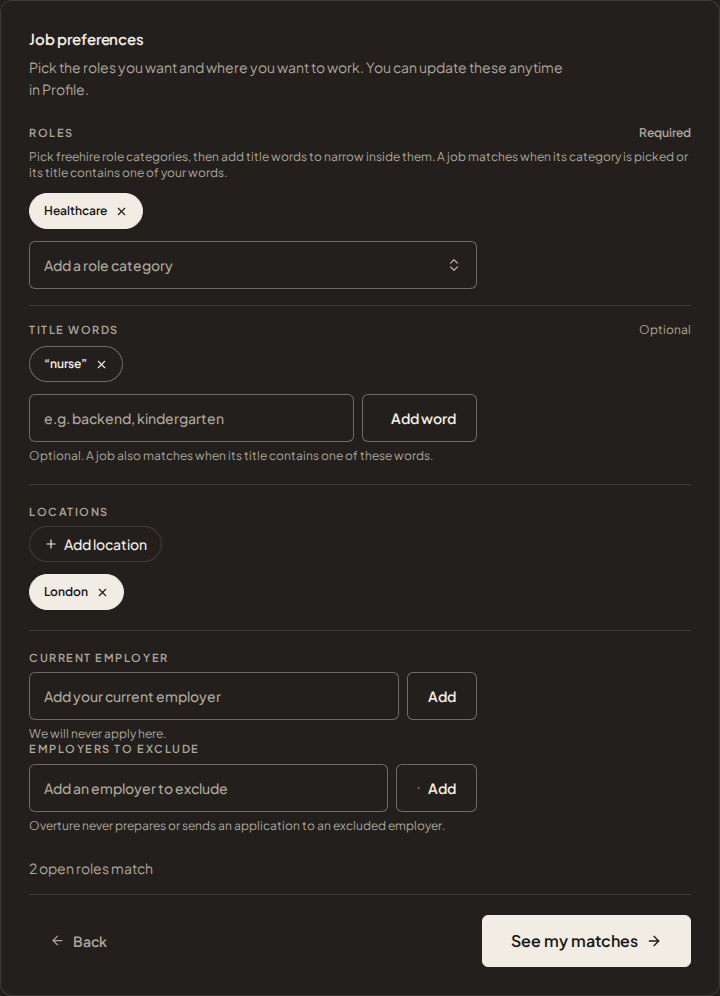 Job preferences
Pick the roles you want and where you want to work. You can update these anytime
in Profile.
ROLES
Required
Pick freehire role categories, then add title words to narrow inside them. A job matches when its category is picked or
its title contains one of your words.
Healthcare
Add a role category
TITLE WORDS
Optional
“nurse”
e.g. backend, kindergarten
Add word
Optional. A job also matches when its title contains one of these words.
LOCATIONS
Add location
London
CURRENT EMPLOYER
Add your current employer
Add
We will never apply here.
EMPLOYERS TO EXCLUDE
Add an employer to exclude
Add
Overture never prepares or sends an application to an excluded employer.
2 open roles match
Back
See my matches